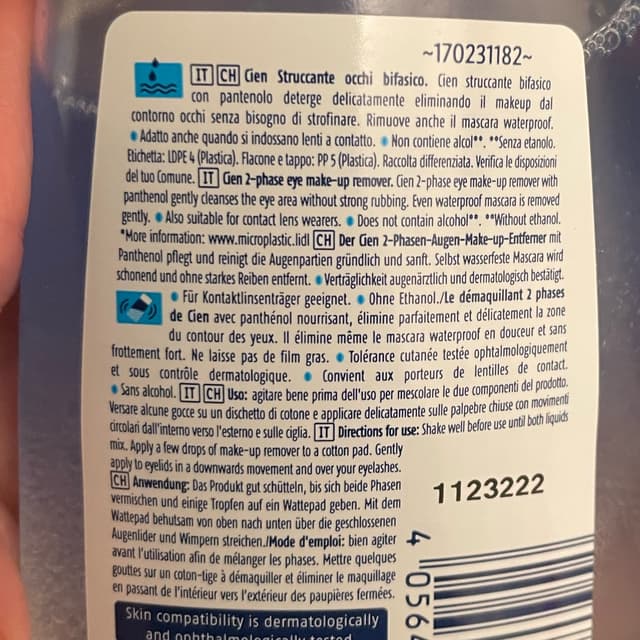 ~170231182~
IT CH Cien Struccante occhi bifasico. Cien struccante bifasico
con pantenolo deterge delicatamente eliminando il makeup dal
contorno occhi senza bisogno di strofinare. Rimuove anche il mascara waterproof.
• Adatto anche quando si indossano lenti a contatto. • Non contiene alcol**. **Senza etanolo.
Etichetta: LDPE 4 (Plastica). Flacone e tappo: PP 5 (Plastica). Raccolta differenziata. Verifica le disposizioni
del tuo Comune. IT Cien 2-phase eye make-up remover. Cien 2-phase eye make-up remover with
panthenol gently cleanses the eye area without strong rubbing. Even waterproof mascara is removed
gently. • Also suitable for contact lens wearers. • Does not contain alcohol**. **Without ethanol.
*More information: www.microplastic.lidl CH Der Cien 2-Phasen-Augen-Make-up-Entferner mit
Panthenol pflegt und reinigt die Augenpartien gründlich und sanft. Selbst wasserfeste Mascara wird
schonend und ohne starkes Reiben entfernt. • Verträglichkeit augenärztlich und dermatologisch bestätigt.
• Für Kontaktlinsenträger geeignet. • Ohne Ethanol./Le démaquillant 2 phases
de Cien avec panthénol nourrisant, élimine parfaitement et délicatement la zone
du contour des yeux. Il élimine même le mascara waterproof en douceur et sans
frottement fort. Ne laisse pas de film gras. • Tolérance cutanée testée ophtalmologiquement
et sous contrôle dermatologique. • Convient aux porteurs de lentilles de contact.
• Sans alcohol. IT CH Uso: agitare bene prima dell'uso per mescolare le due componenti del prodotto.
Versare alcune gocce su un dischetto di cotone e applicare delicatamente sulle palpebre chiuse con movimenti
circolari dall'interno verso l'esterno e sulle ciglia. IT Directions for use: Shake well before use until both liquids
mix. Apply a few drops of make-up remover to a cotton pad. Gently
apply to eyelids in a downwards movement and over your eyelashes.
CH Anwendung: Das Produkt gut schütteln, bis sich beide Phasen
vermischen und einige Tropfen auf ein Wattepad geben. Mit dem
Wattepad behutsam von oben nach unten über die geschlossenen
Augenlider und Wimpern streichen./Mode d'emploi: bien agiter
avant l'utilisation afin de mélanger les phases. Mettre quelques
gouttes sur un coton-tige à démaquiller et éliminer le maquillage
en passant de l'intérieur vers l'extérieur des paupières fermées.
1123222
4 0564
Skin compatibility is dermatologically
and ophthalmologically tested